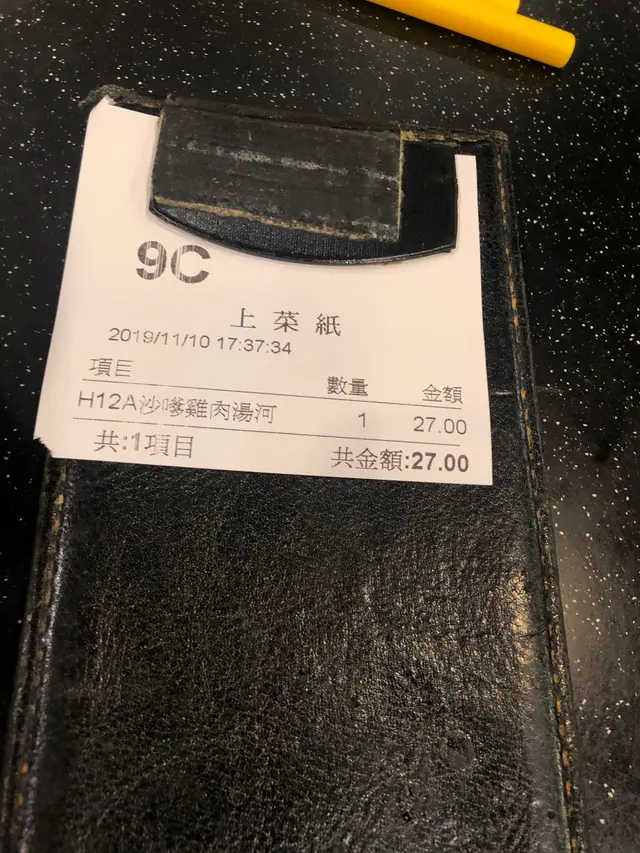 9C
上菜紙
2019/11/10 17:37:34
項目 數量 金額
H12A沙嗲雞肉湯河 1 27.00
共:1項目 共金額:27.00